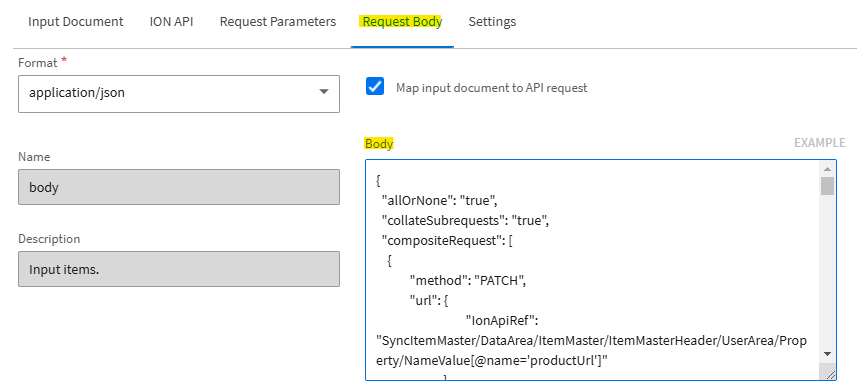 Input Document ION API Request Parameters Request Body Settings
Format *
application/json
Map input document to API request
Name
body
Description
Input items.
Body EXAMPLE
{
"allOrNone": "true",
"collateSubrequests": "true",
"compositeRequest": [
{
"method": "PATCH",
"url": {
"IonApiRef":
"SyncItemMaster/DataArea/ItemMaster/ItemMasterHeader/UserArea/Prop
erty/NameValue[@name='productUrl']"